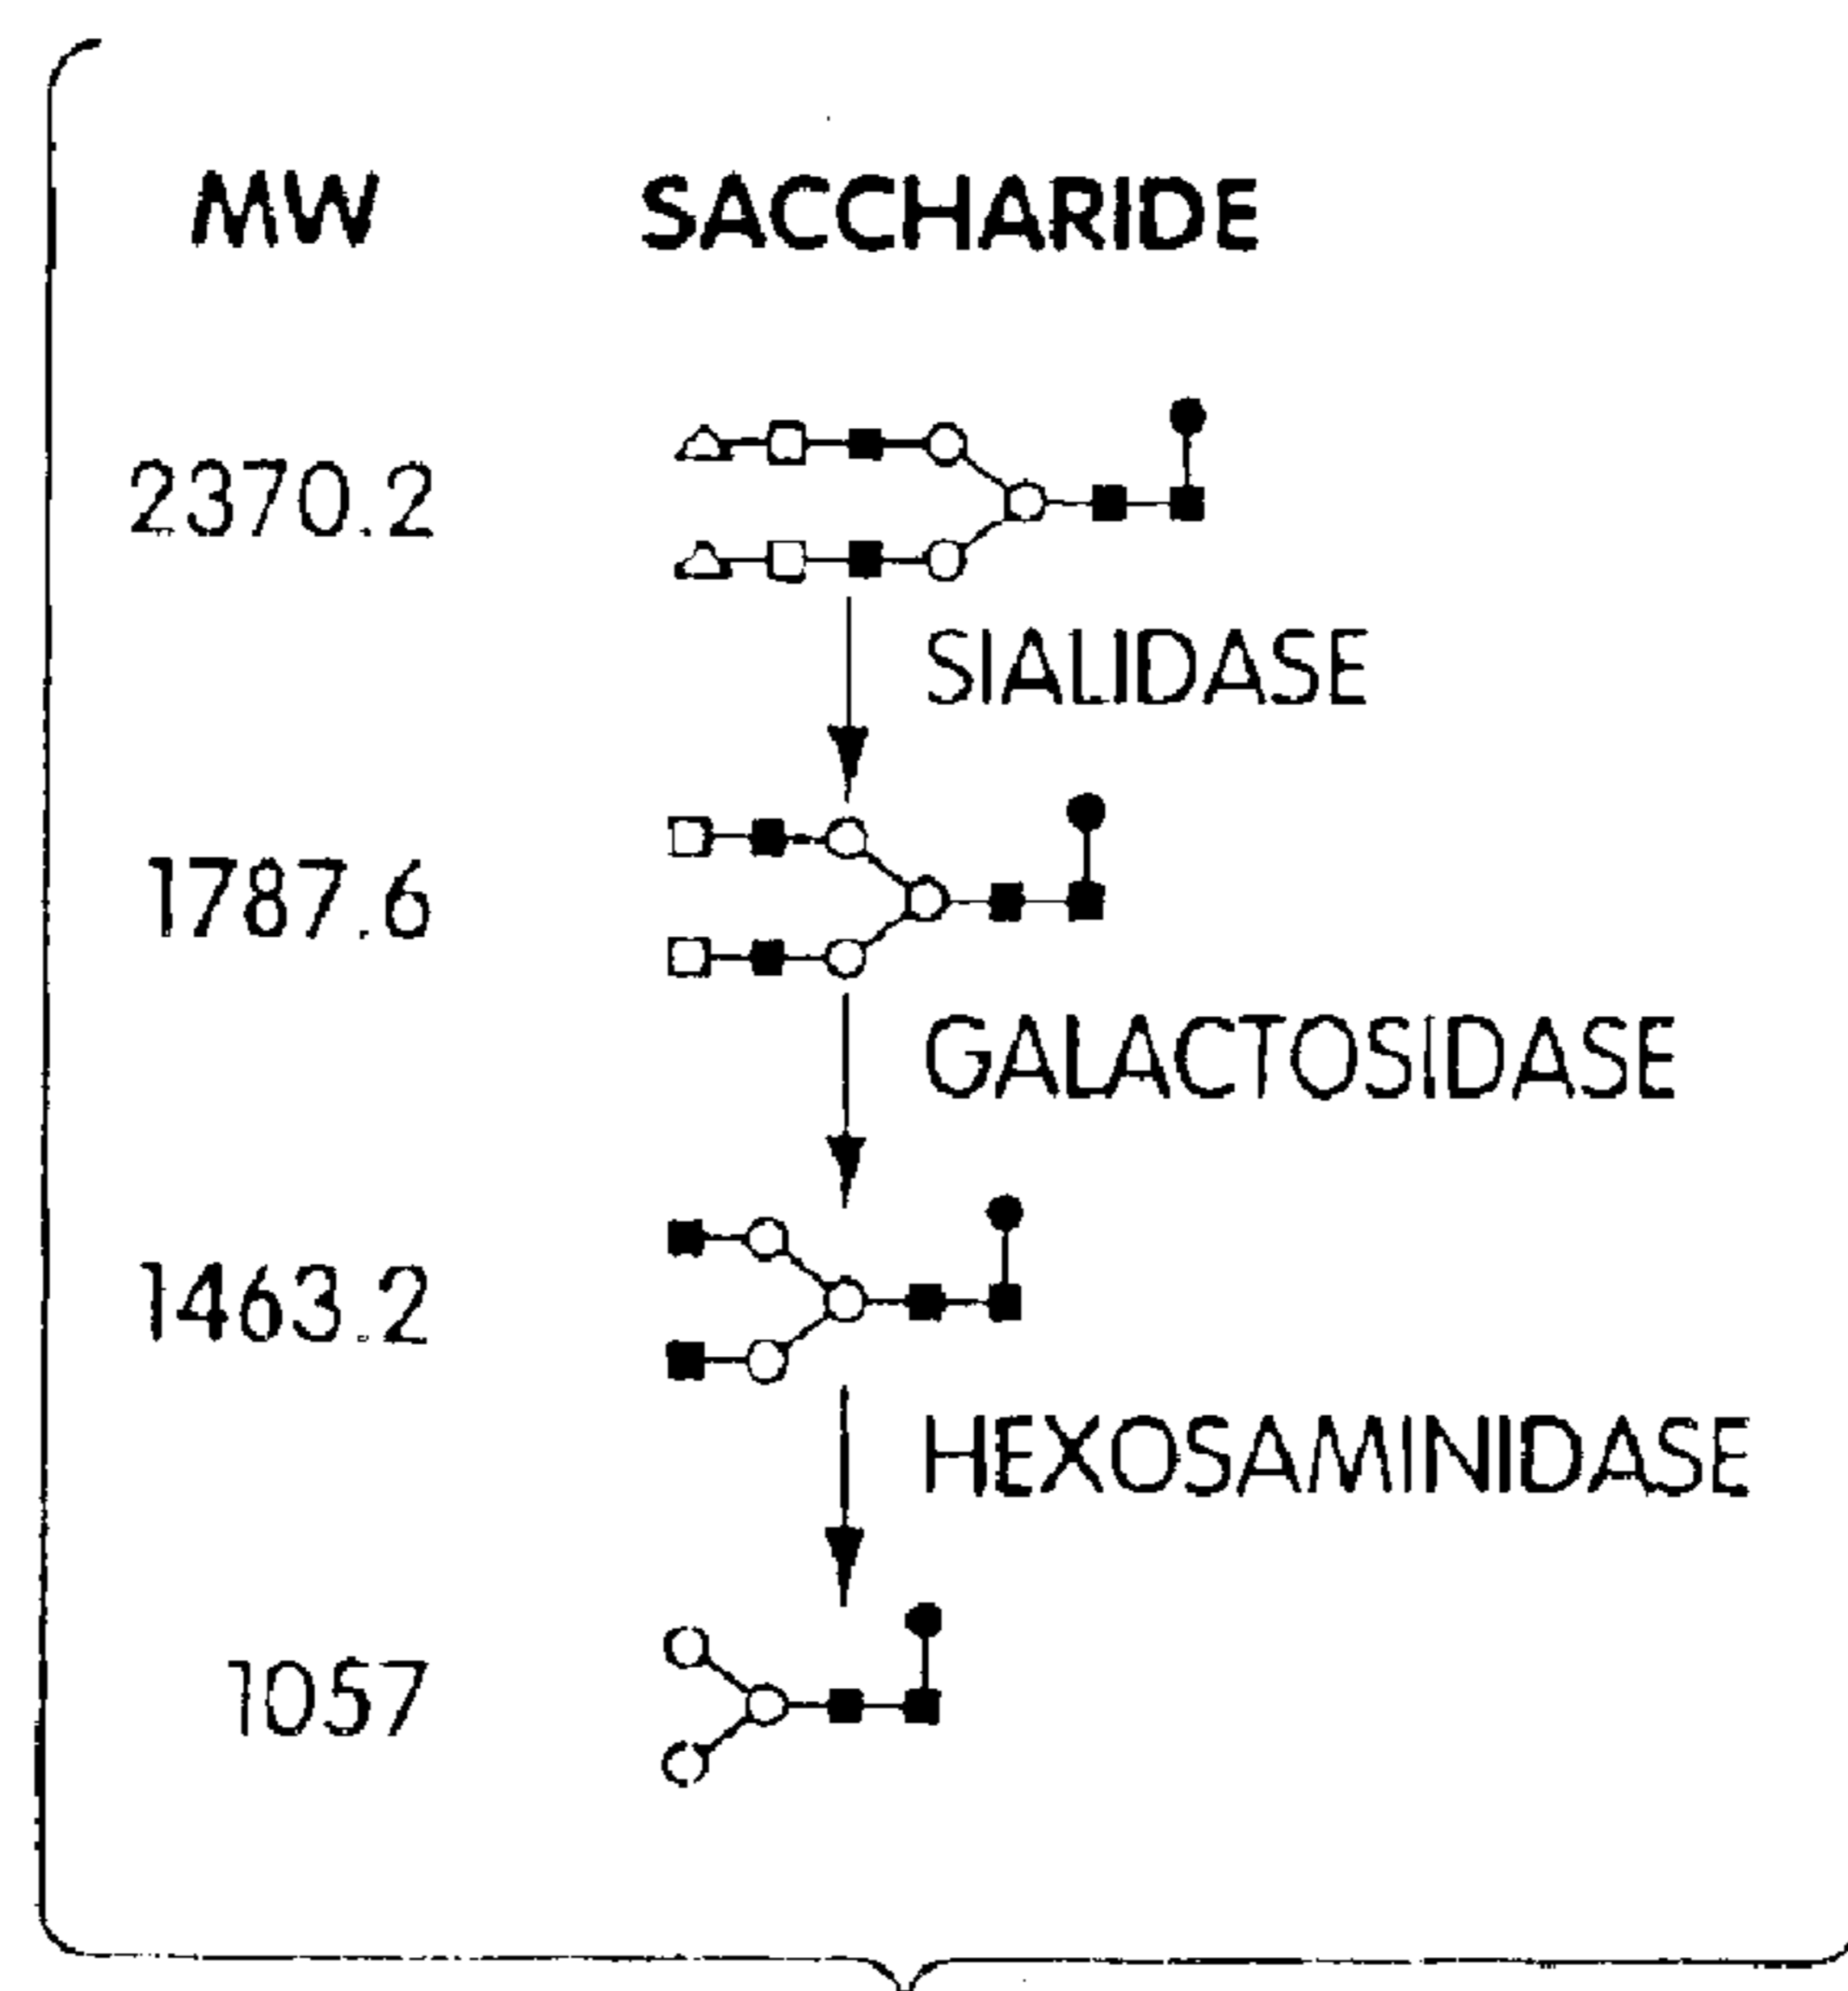 MW SACCHARIDE
2370.2
SIALIDASE
1787.6
GALACTOSIDASE
1463.2
HEXOSAMINIDASE
1057